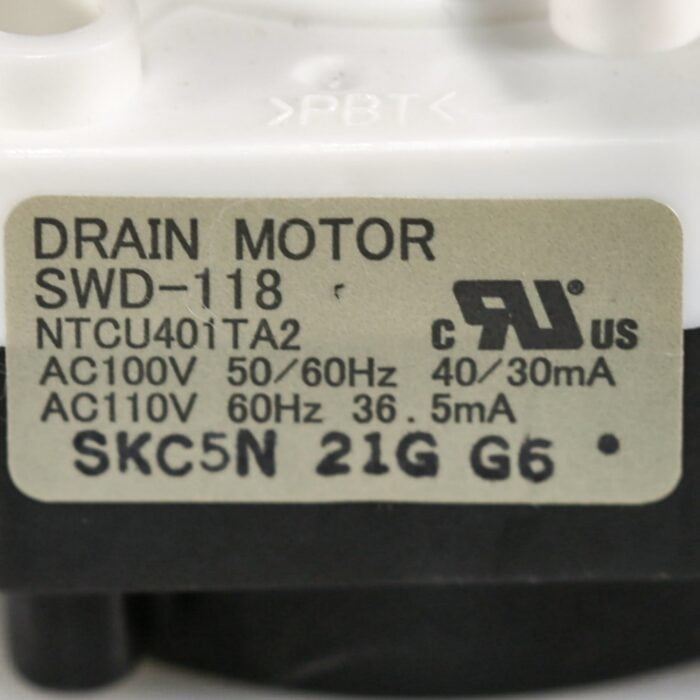 >PBT<
DRAIN MOTOR
SWD-118
NTCU401TA2
c RU® US
AC100V 50/60Hz 40/30mA
AC110V 60Hz 36.5mA
SKC5N 21G G6